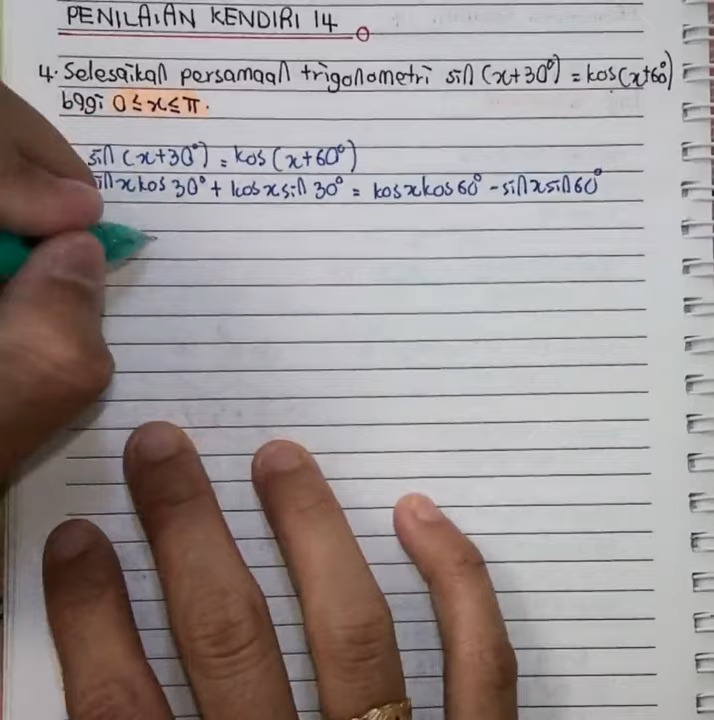 PENILAIAN KENDIRI 14
4. Selesaikan persamaan trigonometri sin (x+30°) = kos(x+60°)
bagi 0 ≤ x ≤ π.
sin (x+30°) = kos (x+60°)
sin x kos 30° + kos x sin 30° = kos x kos 60° - sin x sin 60°